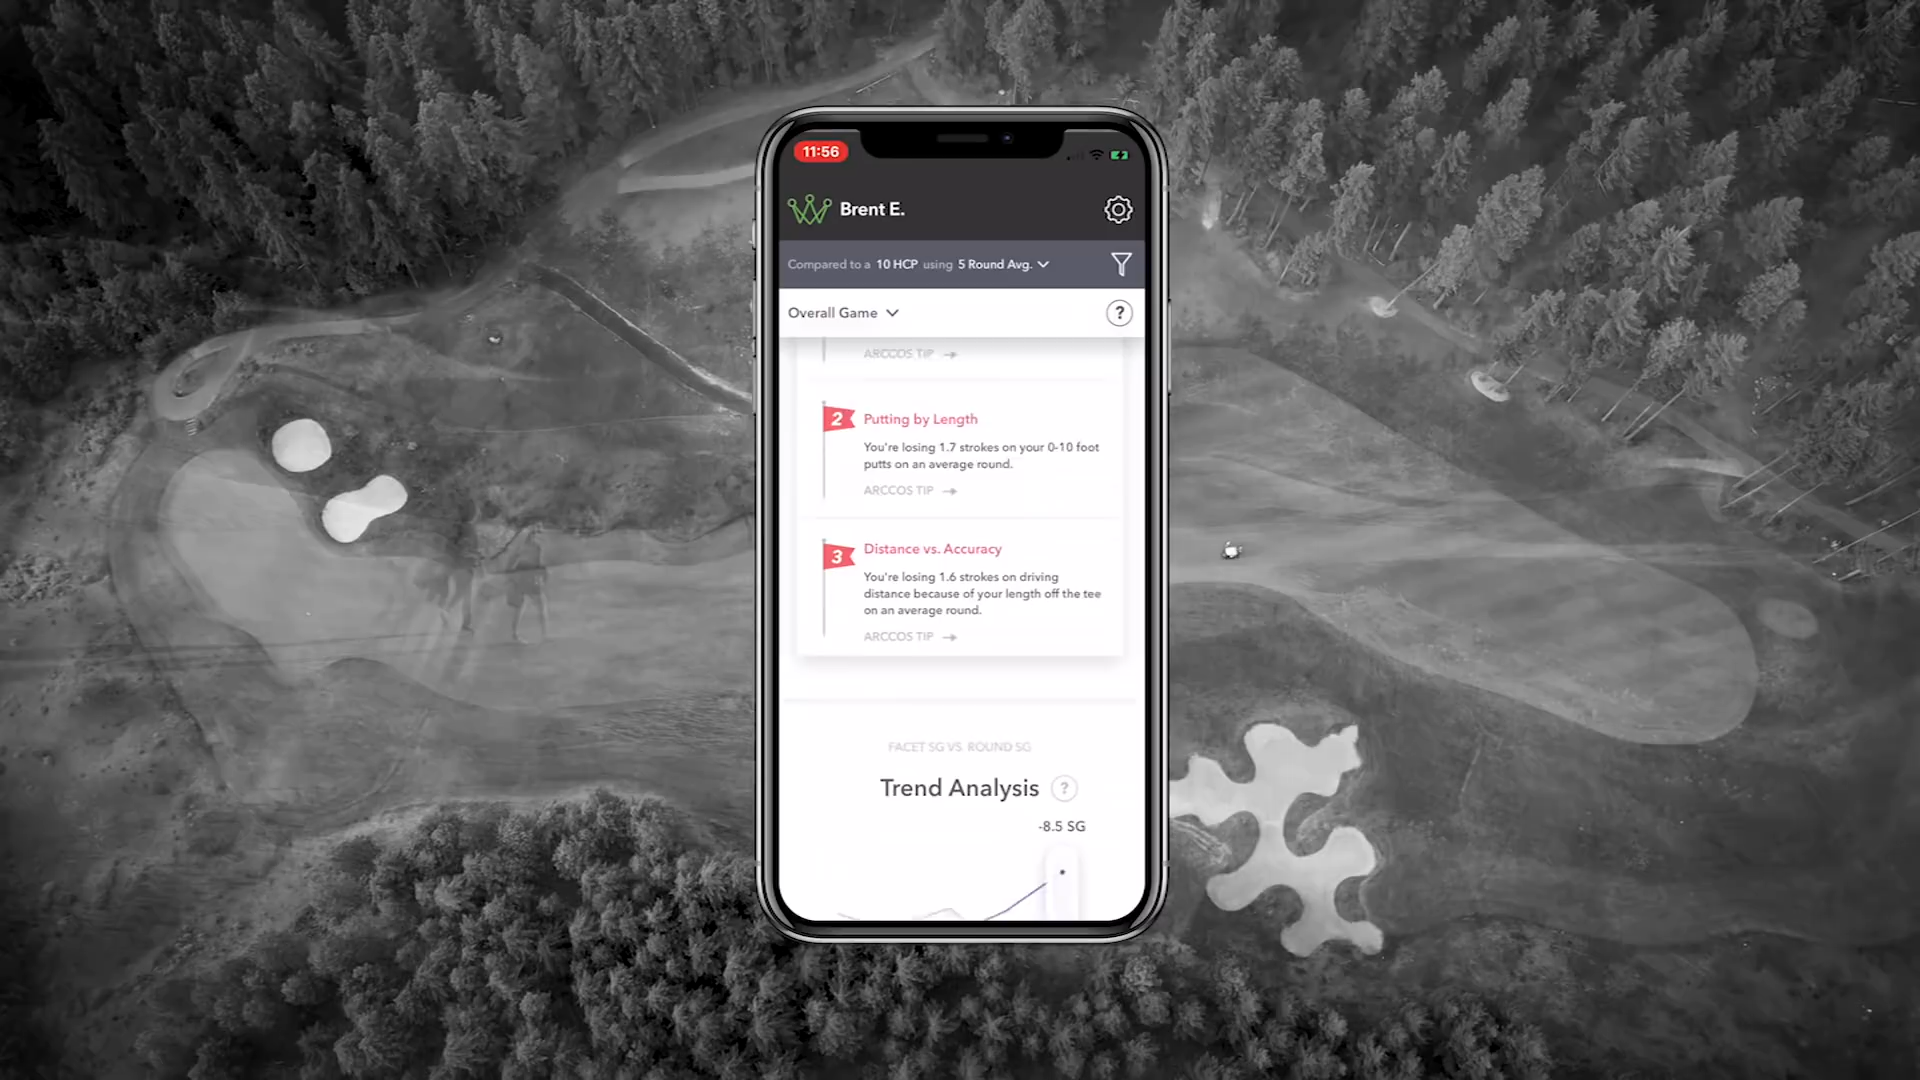 11:56
Brent E.
Compared to a 10 HCP using 5 Round Avg.
Overall Game
?
ARCCOS TIP
2
Putting by Length
You're losing 1.7 strokes on your 0-10 foot
putts on an average round.
ARCCOS TIP
3
Distance vs. Accuracy
You're losing 1.6 strokes on driving
distance because of your length off the tee
on an average round.
ARCCOS TIP
FACET SG VS. ROUND SG
Trend Analysis ?
-8.5 SG